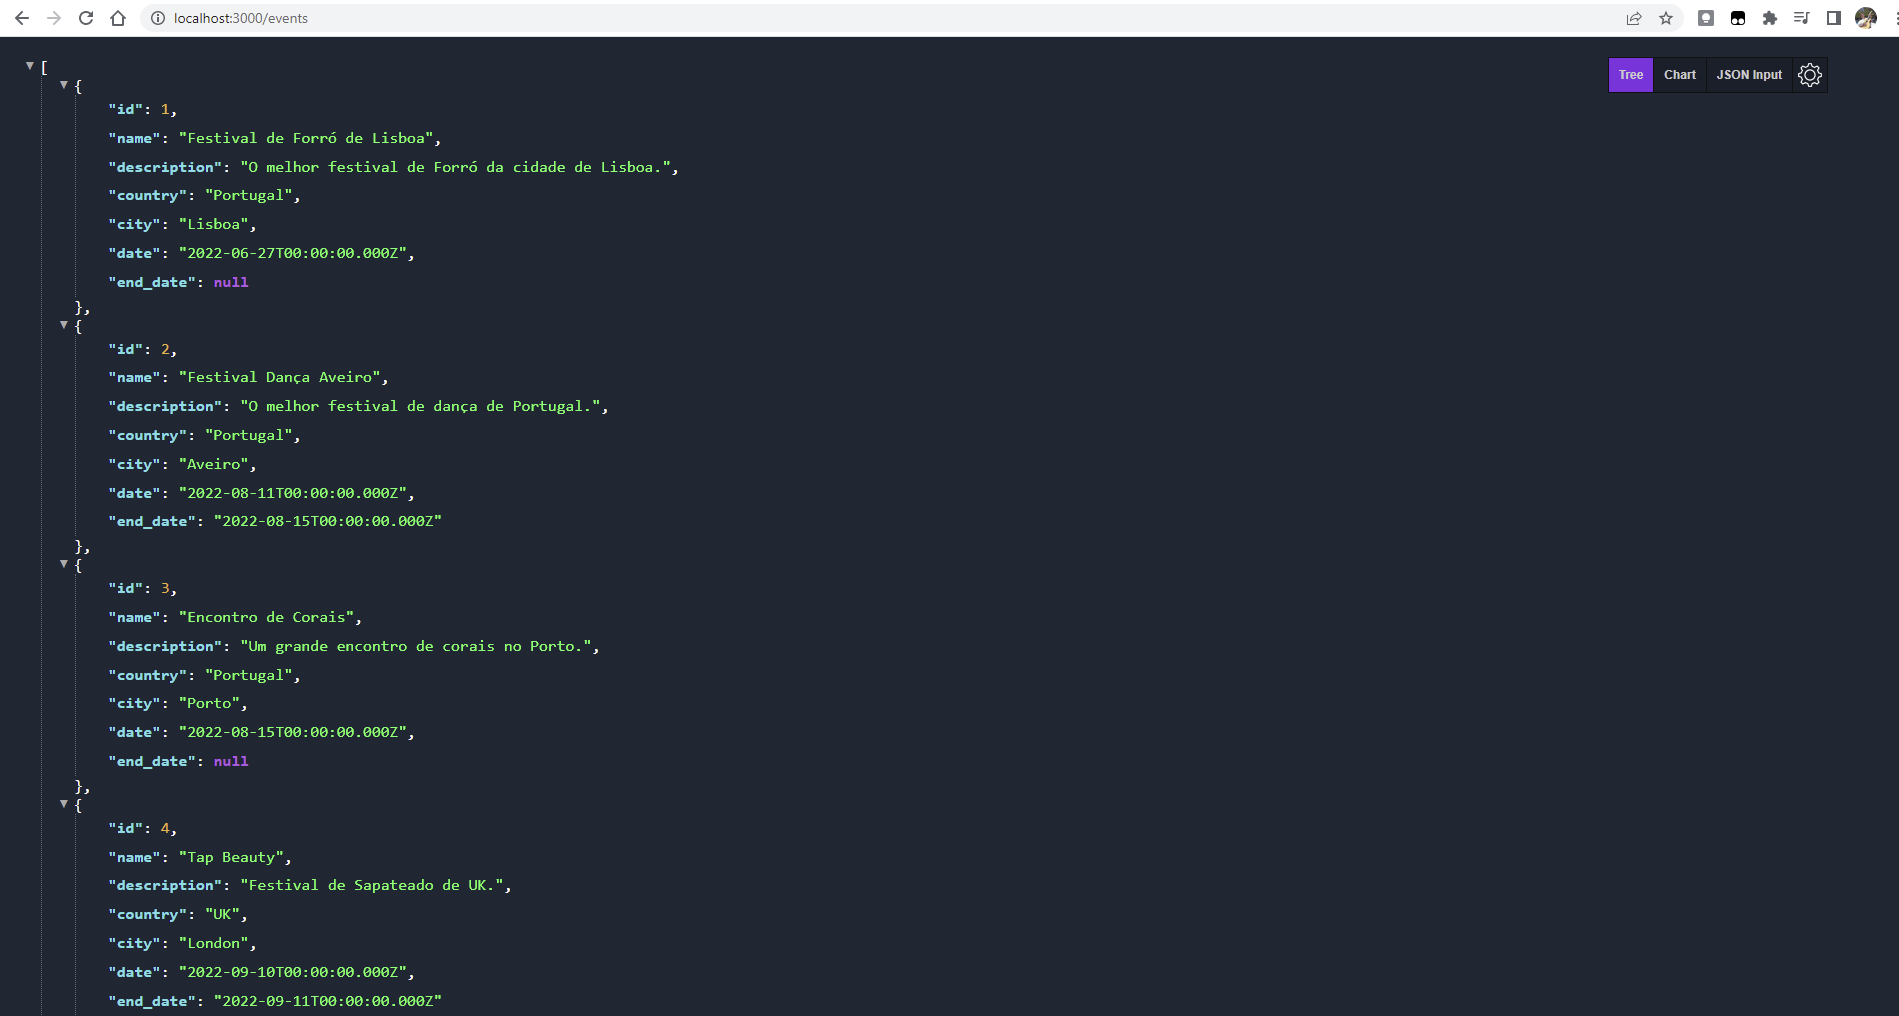 localhost:3000/events
Tree Chart JSON Input
[
{
"id": 1,
"name": "Festival de Forró de Lisboa",
"description": "O melhor festival de Forró da cidade de Lisboa.",
"country": "Portugal",
"city": "Lisboa",
"date": "2022-06-27T00:00:00.000Z",
"end_date": null
},
{
"id": 2,
"name": "Festival Dança Aveiro",
"description": "O melhor festival de dança de Portugal.",
"country": "Portugal",
"city": "Aveiro",
"date": "2022-08-11T00:00:00.000Z",
"end_date": "2022-08-15T00:00:00.000Z"
},
{
"id": 3,
"name": "Encontro de Corais",
"description": "Um grande encontro de corais no Porto.",
"country": "Portugal",
"city": "Porto",
"date": "2022-08-15T00:00:00.000Z",
"end_date": null
},
{
"id": 4,
"name": "Tap Beauty",
"description": "Festival de Sapateado de UK.",
"country": "UK",
"city": "London",
"date": "2022-09-10T00:00:00.000Z",
"end_date": "2022-09-11T00:00:00.000Z"